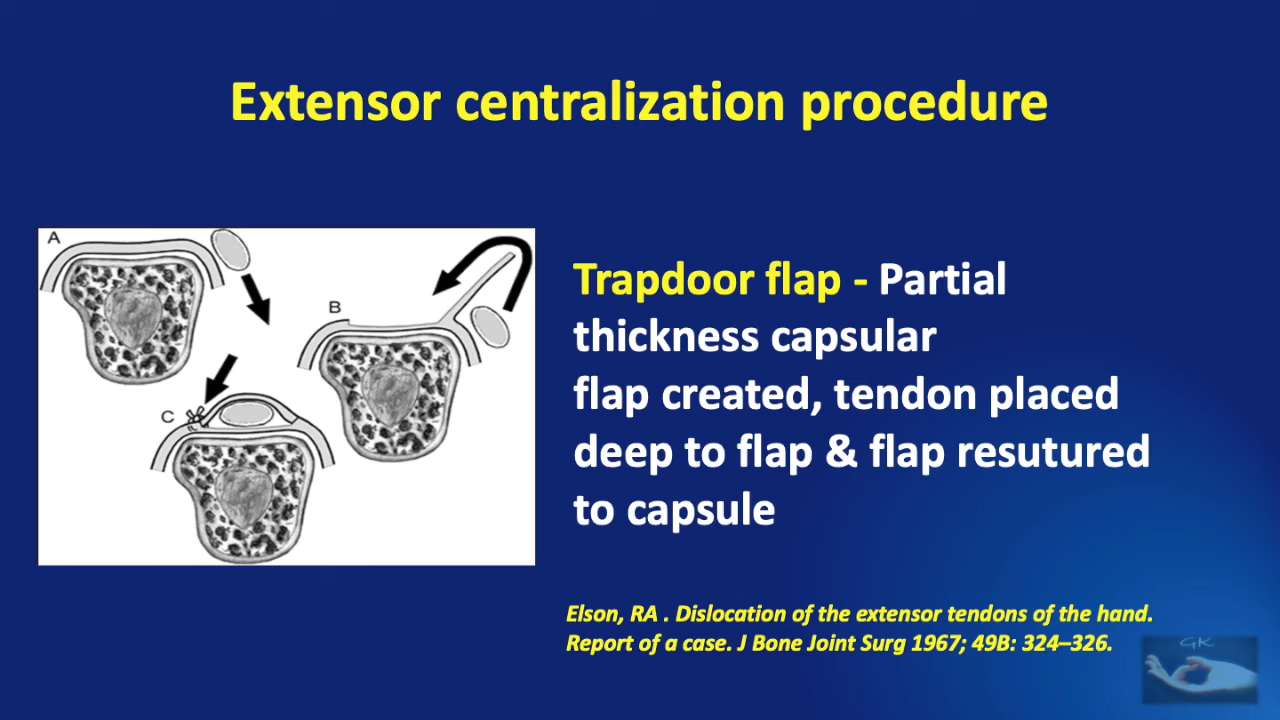 Extensor centralization procedure
A
B
C
Trapdoor flap - Partial
thickness capsular
flap created, tendon placed
deep to flap & flap resutured
to capsule
Elson, RA . Dislocation of the extensor tendons of the hand.
Report of a case. J Bone Joint Surg 1967; 49B: 324–326.
GK